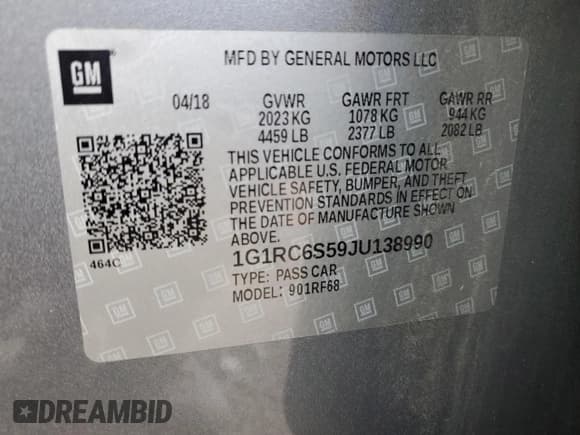 GM
MFD BY GENERAL MOTORS LLC
04/18 GVWR GAWR FRT GAWR RR
2023 KG 1078 KG 944 KG
4459 LB 2377 LB 2082 LB
THIS VEHICLE CONFORMS TO ALL
APPLICABLE U.S. FEDERAL MOTOR
VEHICLE SAFETY, BUMPER, AND THEFT
PREVENTION STANDARDS IN EFFECT ON
THE DATE OF MANUFACTURE SHOWN
464C
1G1RC6S59JU138990
TYPE: PASS CAR
MODEL: 901RF68
DREAMBID